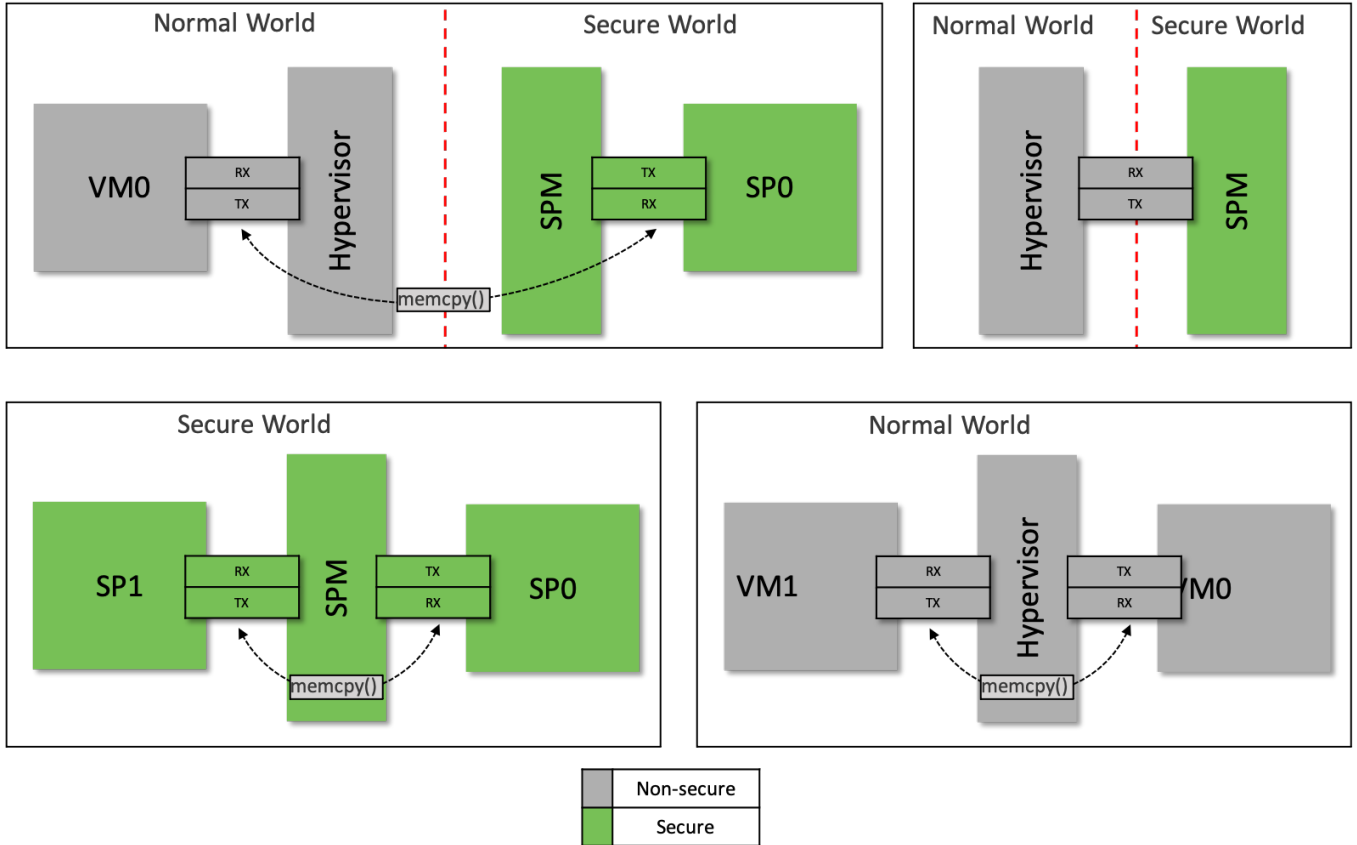 Normal World
Secure World
VM0
RX
TX
Hypervisor
SPM
TX
RX
SP0
memcpy()
Normal World
Secure World
Hypervisor
RX
TX
SPM
Secure World
SP1
RX
TX
SPM
TX
RX
SP0
memcpy()
Normal World
VM1
RX
TX
Hypervisor
TX
RX
VM0
memcpy()
Non-secure
Secure